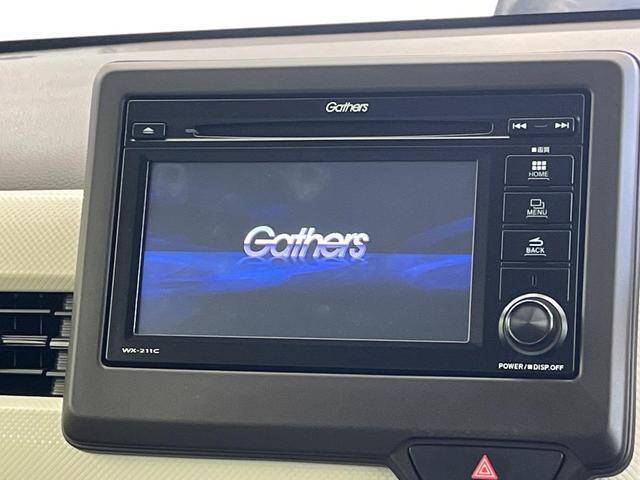 Gathers
■画質
HOME
MENU
BACK
Gathers
WX-211C
POWER/■DISP.OFF